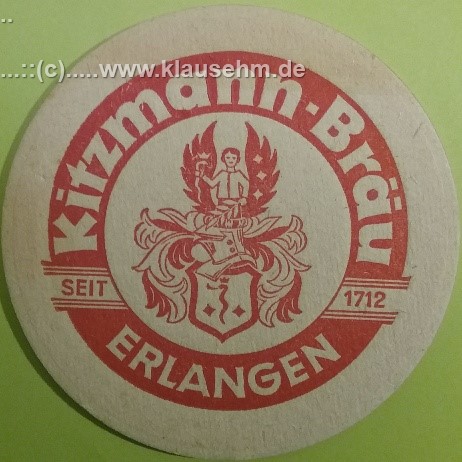 ...::(c).....www.klausehm.de
Kitzmann-Bräu
SEIT 1712
ERLANGEN